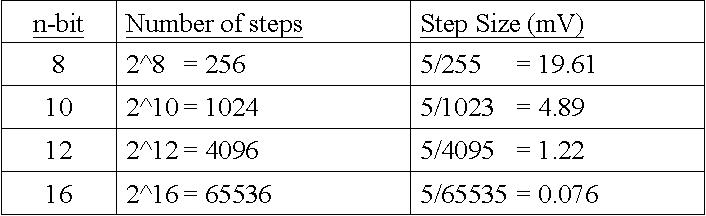 n-bit Number of steps Step Size (mV)
8 2^8 = 256 5/255 = 19.61
10 2^10 = 1024 5/1023 = 4.89
12 2^12 = 4096 5/4095 = 1.22
16 2^16 = 65536 5/65535 = 0.076